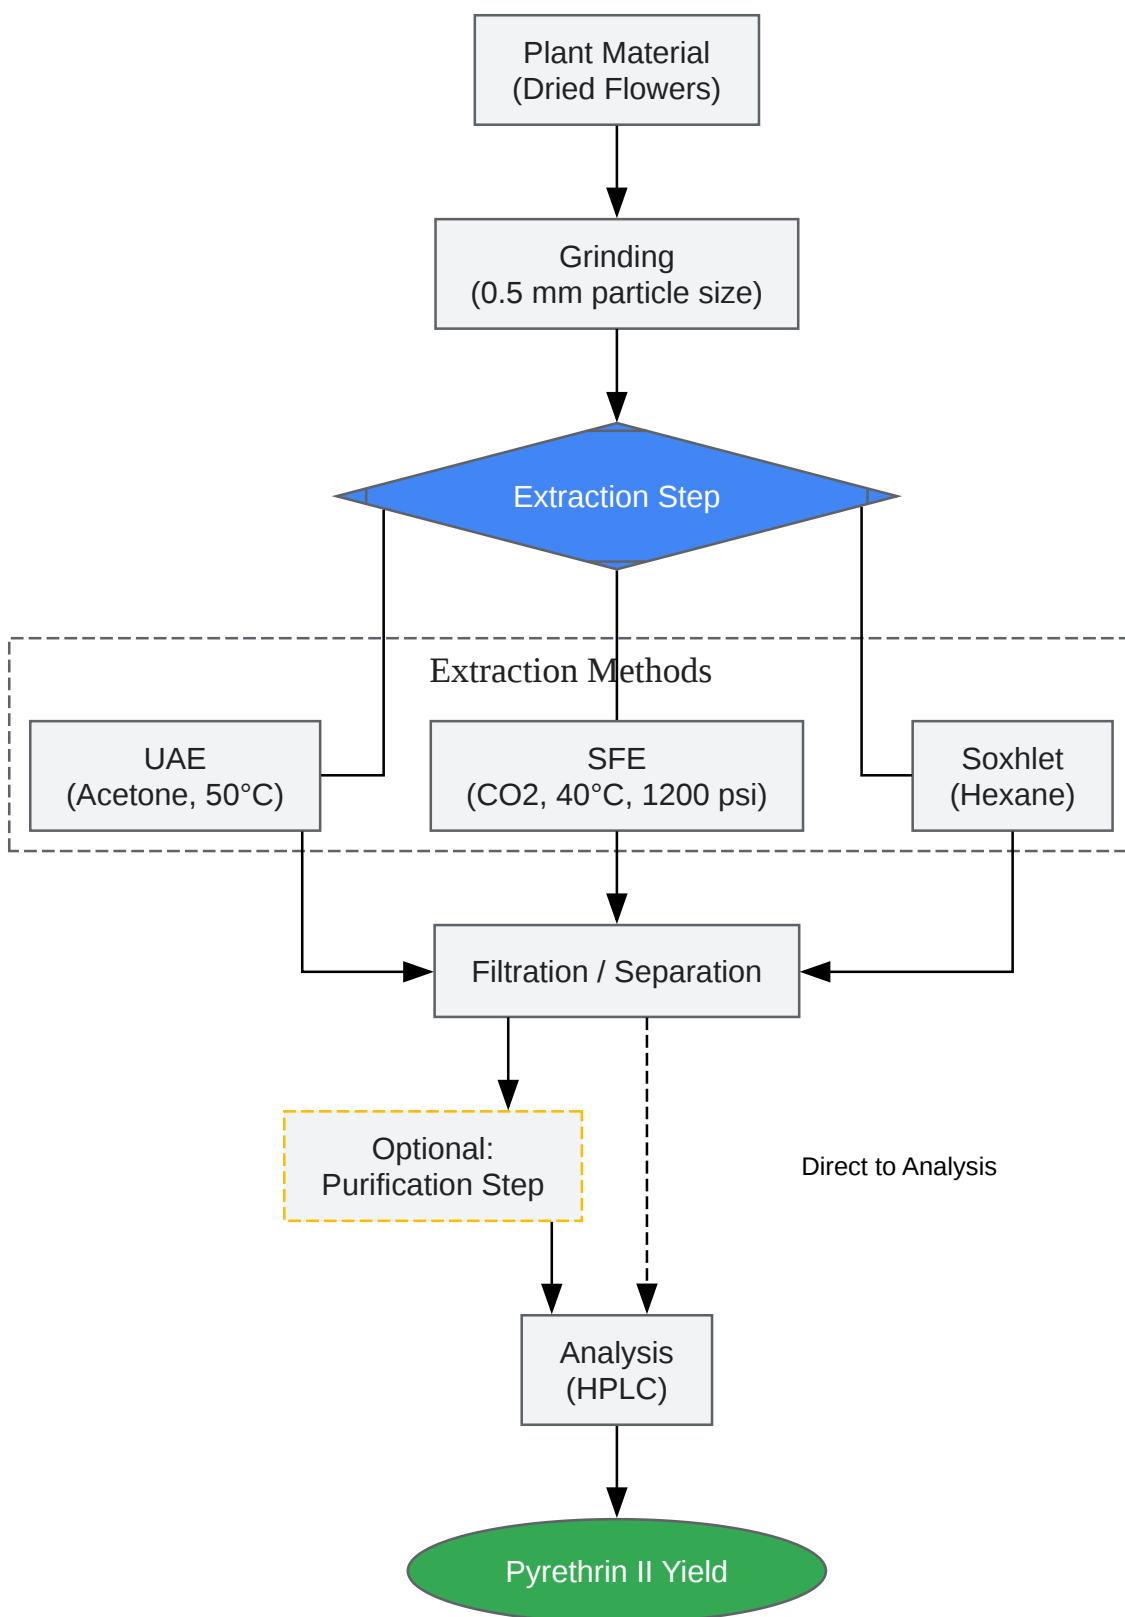 Plant Material
(Dried Flowers)
Grinding
(0.5 mm particle size)
Extraction Step
Extraction Methods
UAE
(Acetone, 50°C)
SFE
(CO2, 40°C, 1200 psi)
Soxhlet
(Hexane)
Filtration / Separation
Optional:
Purification Step
Direct to Analysis
Analysis
(HPLC)
Pyrethrin II Yield